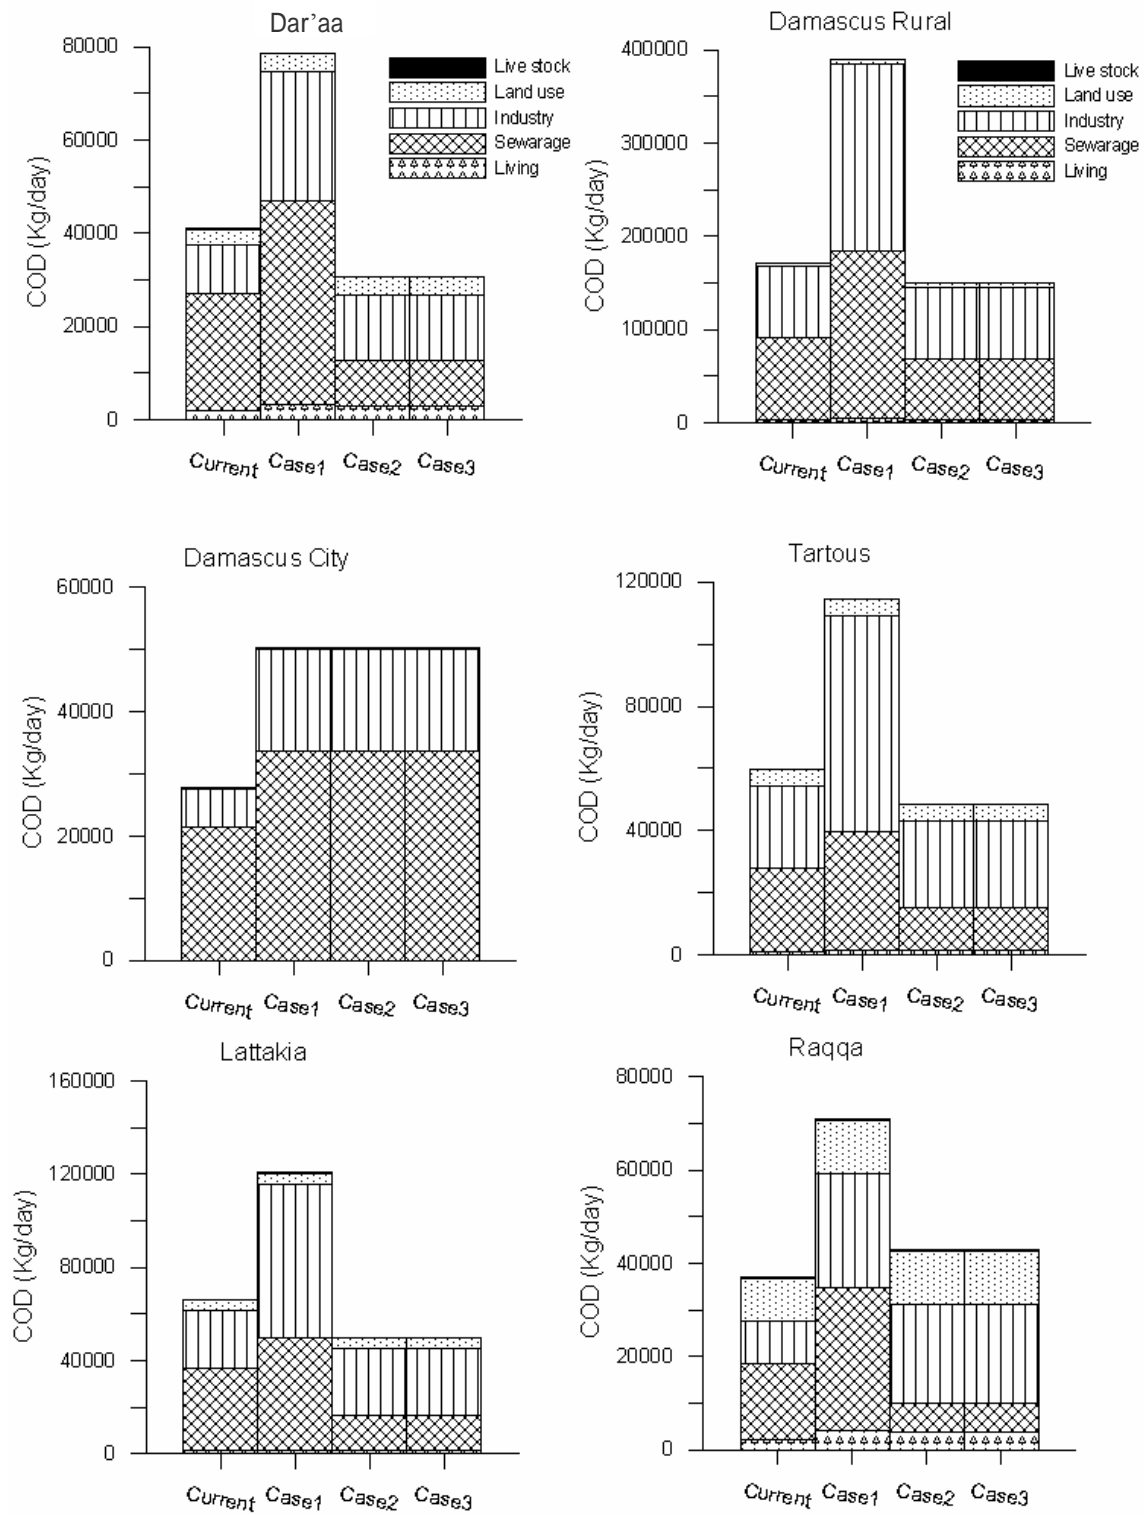 Dar’aa
80000
60000
40000
20000
0
COD (Kg/day)
Live stock
Land use
Industry
Sewarage
Living
Current Case1 Case2 Case3
Damascus Rural
400000
300000
200000
100000
0
COD (Kg/day)
Live stock
Land use
Industry
Sewarage
Living
Current Case1 Case2 Case3
Damascus City
60000
40000
20000
0
COD (Kg/day)
Current Case1 Case2 Case3
Tartous
120000
80000
40000
0
COD (Kg/day)
Current Case1 Case2 Case3
Lattakia
160000
120000
80000
40000
0
COD (Kg/day)
Current Case1 Case2 Case3
Raqqa
80000
60000
40000
20000
0
COD (Kg/day)
Current Case1 Case2 Case3